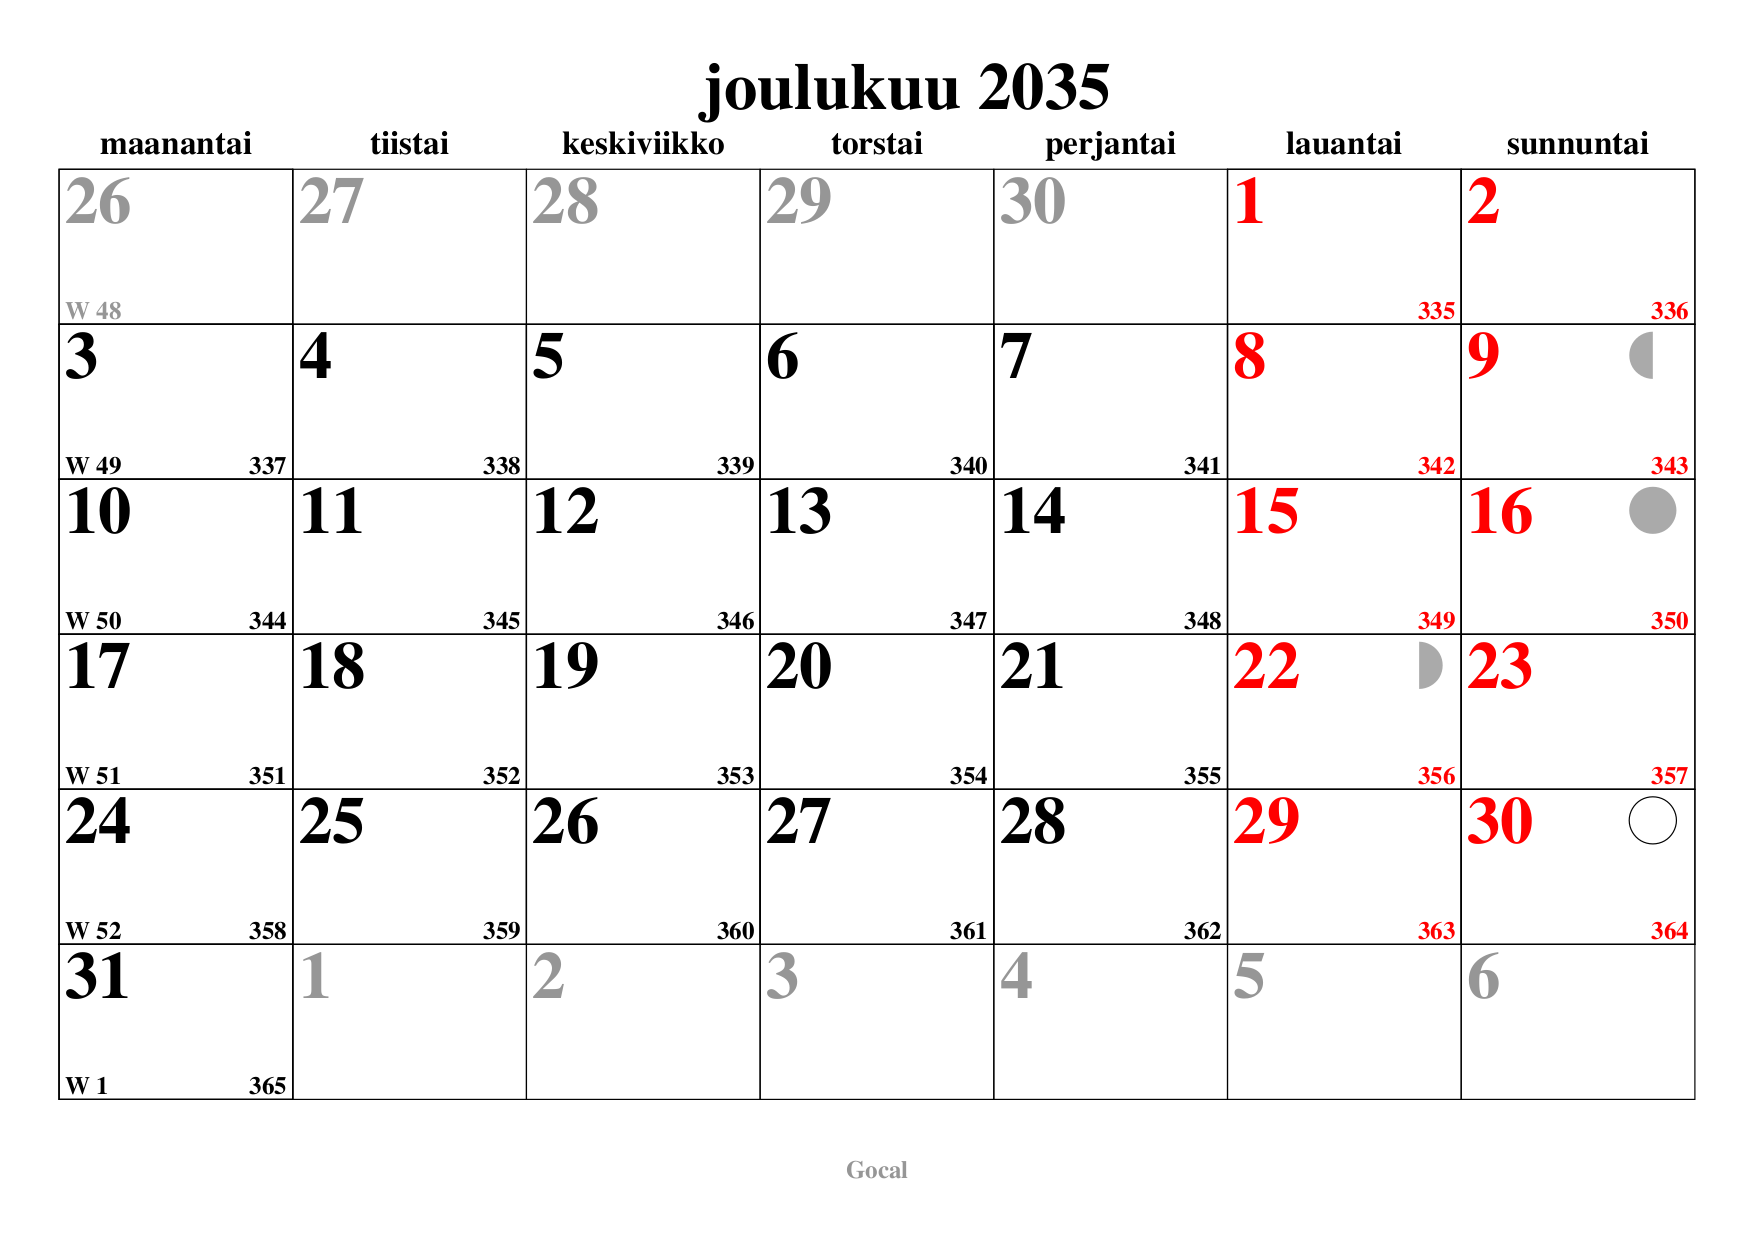 joulukuu 2035
maanantai tiistai keskiviikko torstai perjantai lauantai sunnuntai
26 27 28 29 30 1 2
W 48 335 336
3 4 5 6 7 8 9
W 49 337 338 339 340 341 342 343
10 11 12 13 14 15 16
W 50 344 345 346 347 348 349 350
17 18 19 20 21 22 23
W 51 351 352 353 354 355 356 357
24 25 26 27 28 29 30
W 52 358 359 360 361 362 363 364
31 1 2 3 4 5 6
W 1 365
Gocal